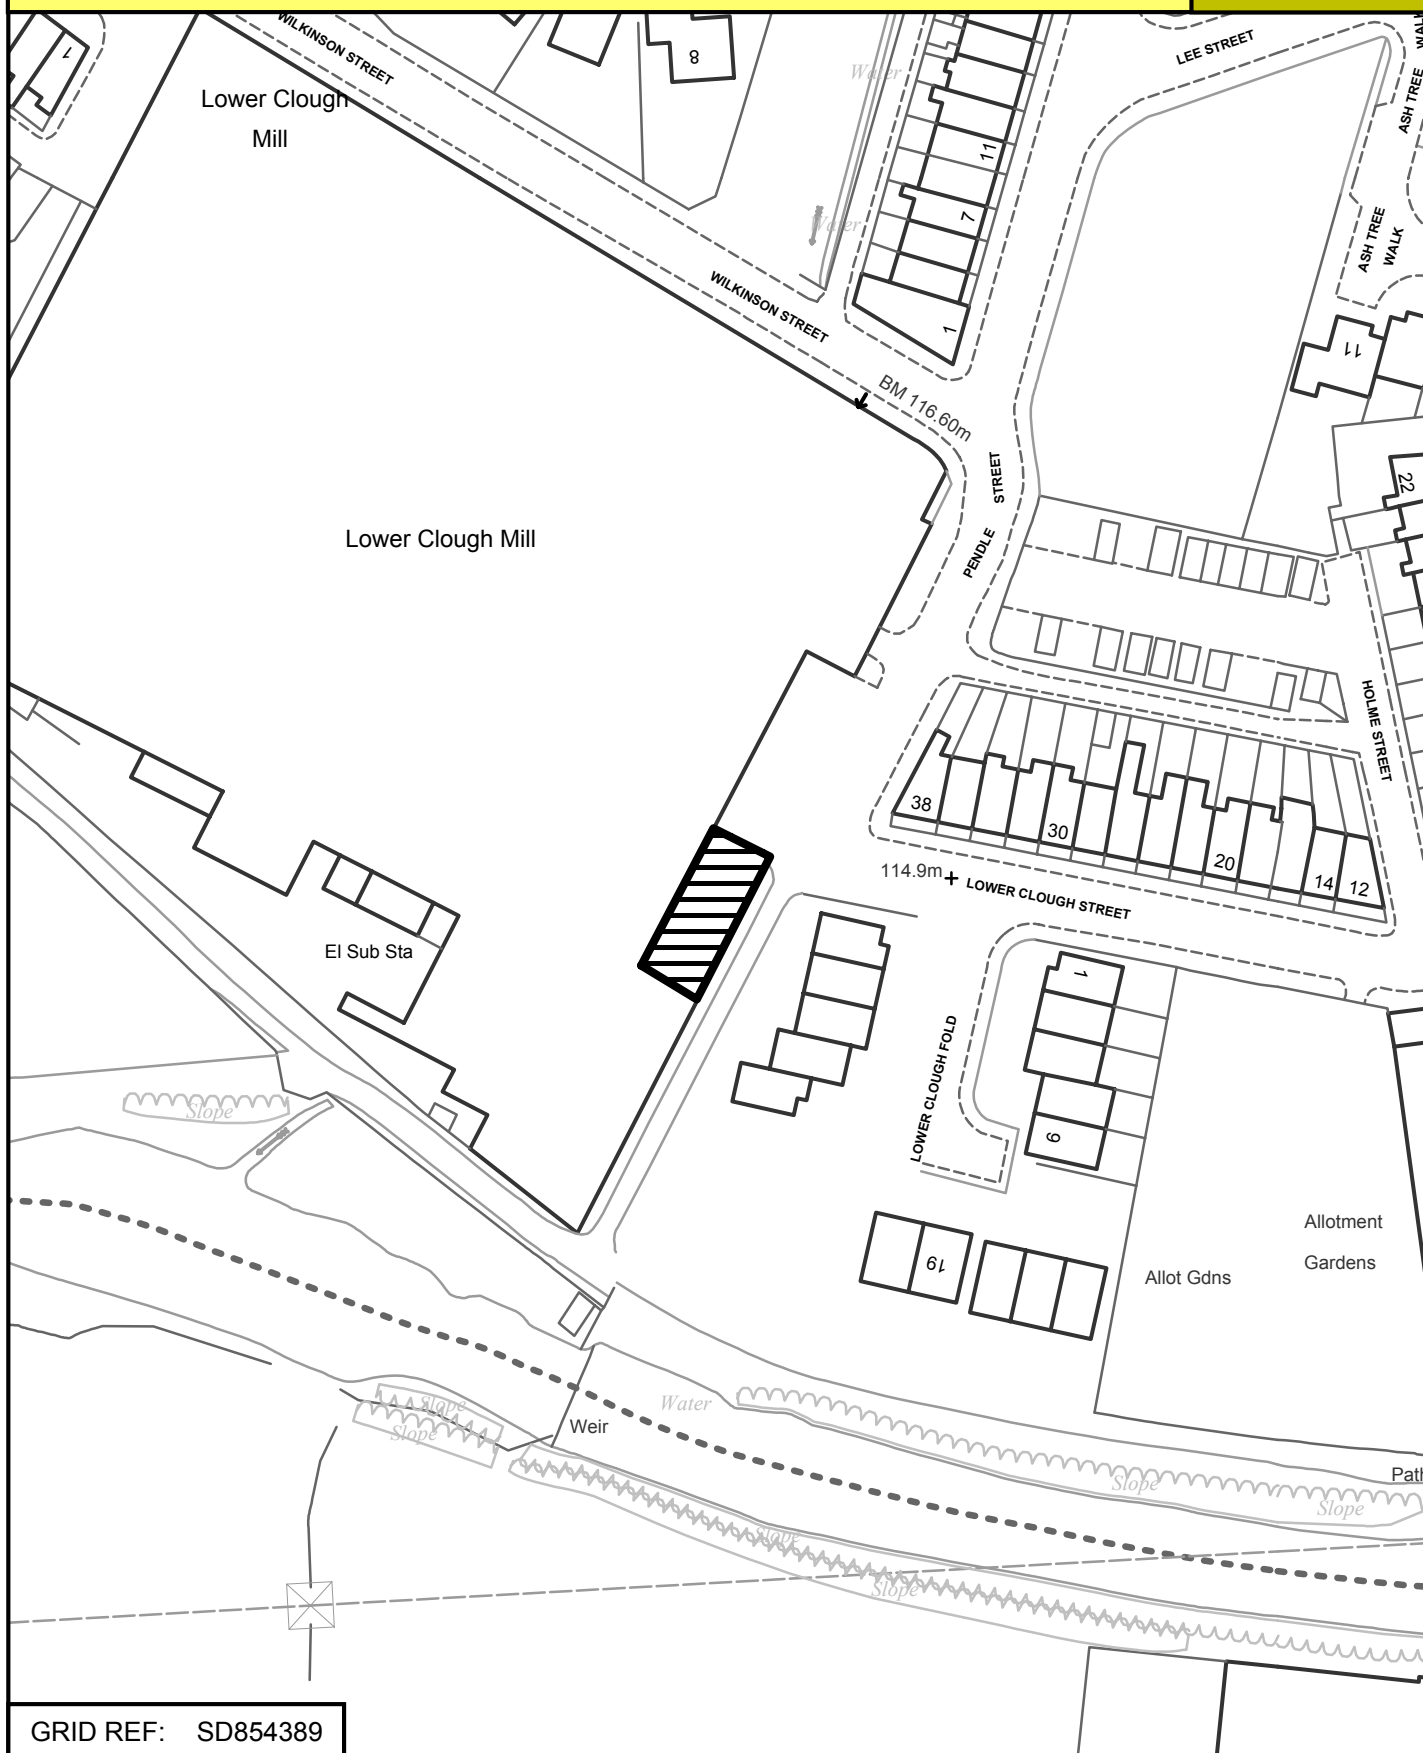 WILKINSON STREET
1
8
Lower Clough
Mill
LEE STREET
ASH TREE WALK
Water
11
Water
7
ASH TREE
WALK
WILKINSON STREET
1
11
BM 116.60m
STREET
PENDLE
22
Lower Clough Mill
HOLME STREET
38
30
20
14
12
114.9m
LOWER CLOUGH STREET
El Sub Sta
1
LOWER CLOUGH FOLD
Slope
9
19
Allotment
Gardens
Allot Gdns
Slope
Slope
Water
Weir
Path
Slope
Slope
Slope
Slope
GRID REF: SD854389